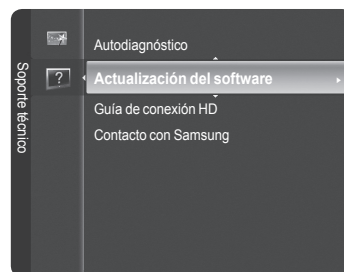 Soporte técnico
Autodiagnóstico
Actualización del software
Guía de conexión HD
Contacto con Samsung